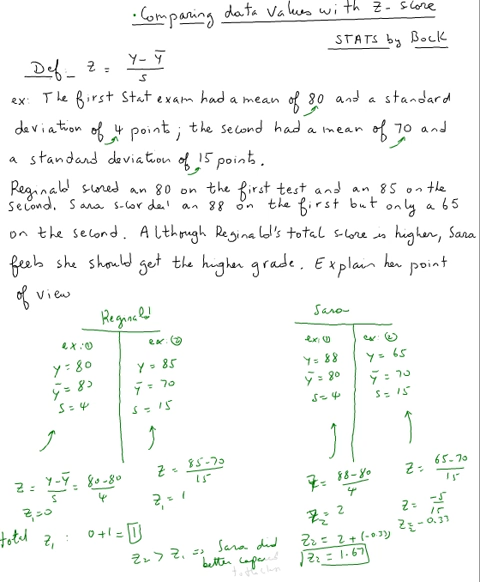 · Comparing data values with Z-score
STATS by Bock
Def_ Z = (y - ȳ)/s
ex: The first Stat exam had a mean of 80 and a standard
deviation of 4 points; the second had a mean of 70 and
a standard deviation of 15 points.
Reginald scored an 80 on the first test and an 85 on the
second. Sara scorded an 88 on the first but only a 65
on the second. Although Reginald's total score is higher, Sara
feels she should get the higher grade. Explain her point
of view
Reginald Sara
ex:① ex:② ex:① ex:②
y = 80 y = 85 y = 88 y = 65
ȳ = 80 ȳ = 70 ȳ = 80 ȳ = 70
s = 4 s = 15 s = 4 s = 15
Z = (y - ȳ)/s = (80-80)/4 Z = (85-70)/15 Z = (88-80)/4 Z = (65-70)/15
Z₁ = 0 Z₁ = 1 Z₂ = 2 Z = -5/15
Z = -0.33
total Z₁ : 0+1 = 1 Z₂ = 2 + (-0.33)
Z₂ > Z₁ => Sara did Z₂ = 1.67
better